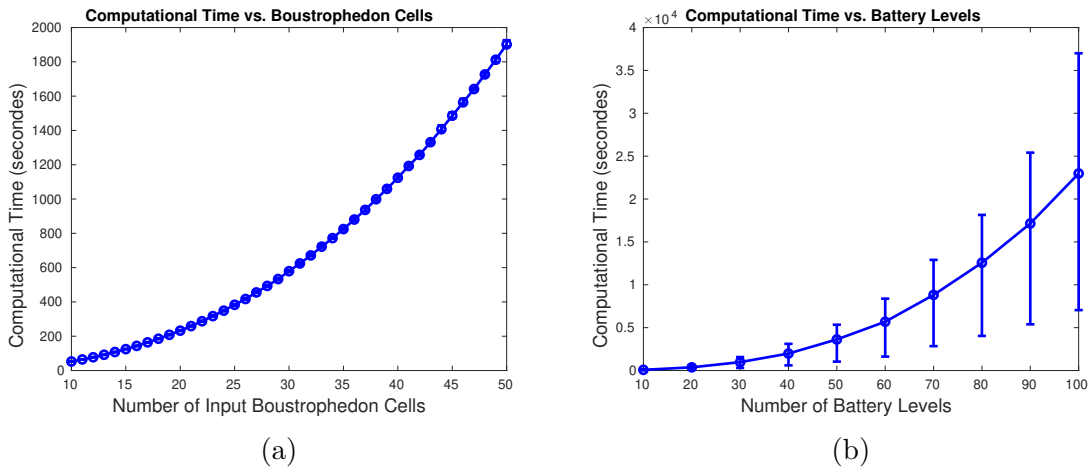 Computational Time vs. Boustrophedon Cells
2000
1800
1600
1400
1200
1000
800
600
400
200
0
Computational Time (secondes)
10 15 20 25 30 35 40 45 50
Number of Input Boustrophedon Cells
(a)
×10⁴ Computational Time vs. Battery Levels
4
3.5
3
2.5
2
1.5
1
0.5
0
Computational Time (secondes)
10 20 30 40 50 60 70 80 90 100
Number of Battery Levels
(b)